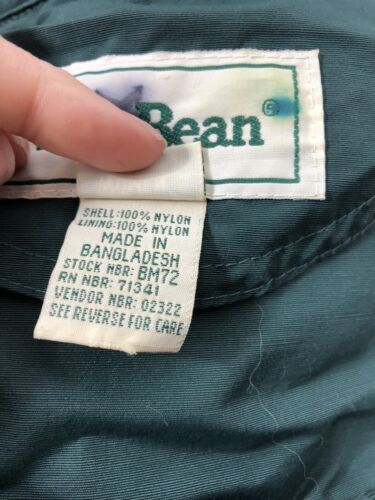 Bean®
SHELL:100% NYLON
LINING:100% NYLON
MADE IN
BANGLADESH
STOCK NBR: BM72
RN NBR: 71341
VENDOR NBR: 02322
SEE REVERSE FOR CARE